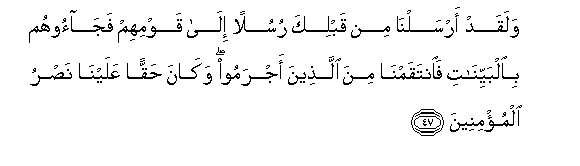 وَلَقَدْ أَرْسَلْنَا مِن قَبْلِكَ رُسُلًا إِلَىٰ قَوْمِهِمْ فَجَآءُوهُم
بِٱلْبَيِّنَٰتِ فَٱنتَقَمْنَا مِنَ ٱلَّذِينَ أَجْرَمُوا۟ ۖ وَكَانَ حَقًّا عَلَيْنَا نَصْرُ
ٱلْمُؤْمِنِينَ ٤٧